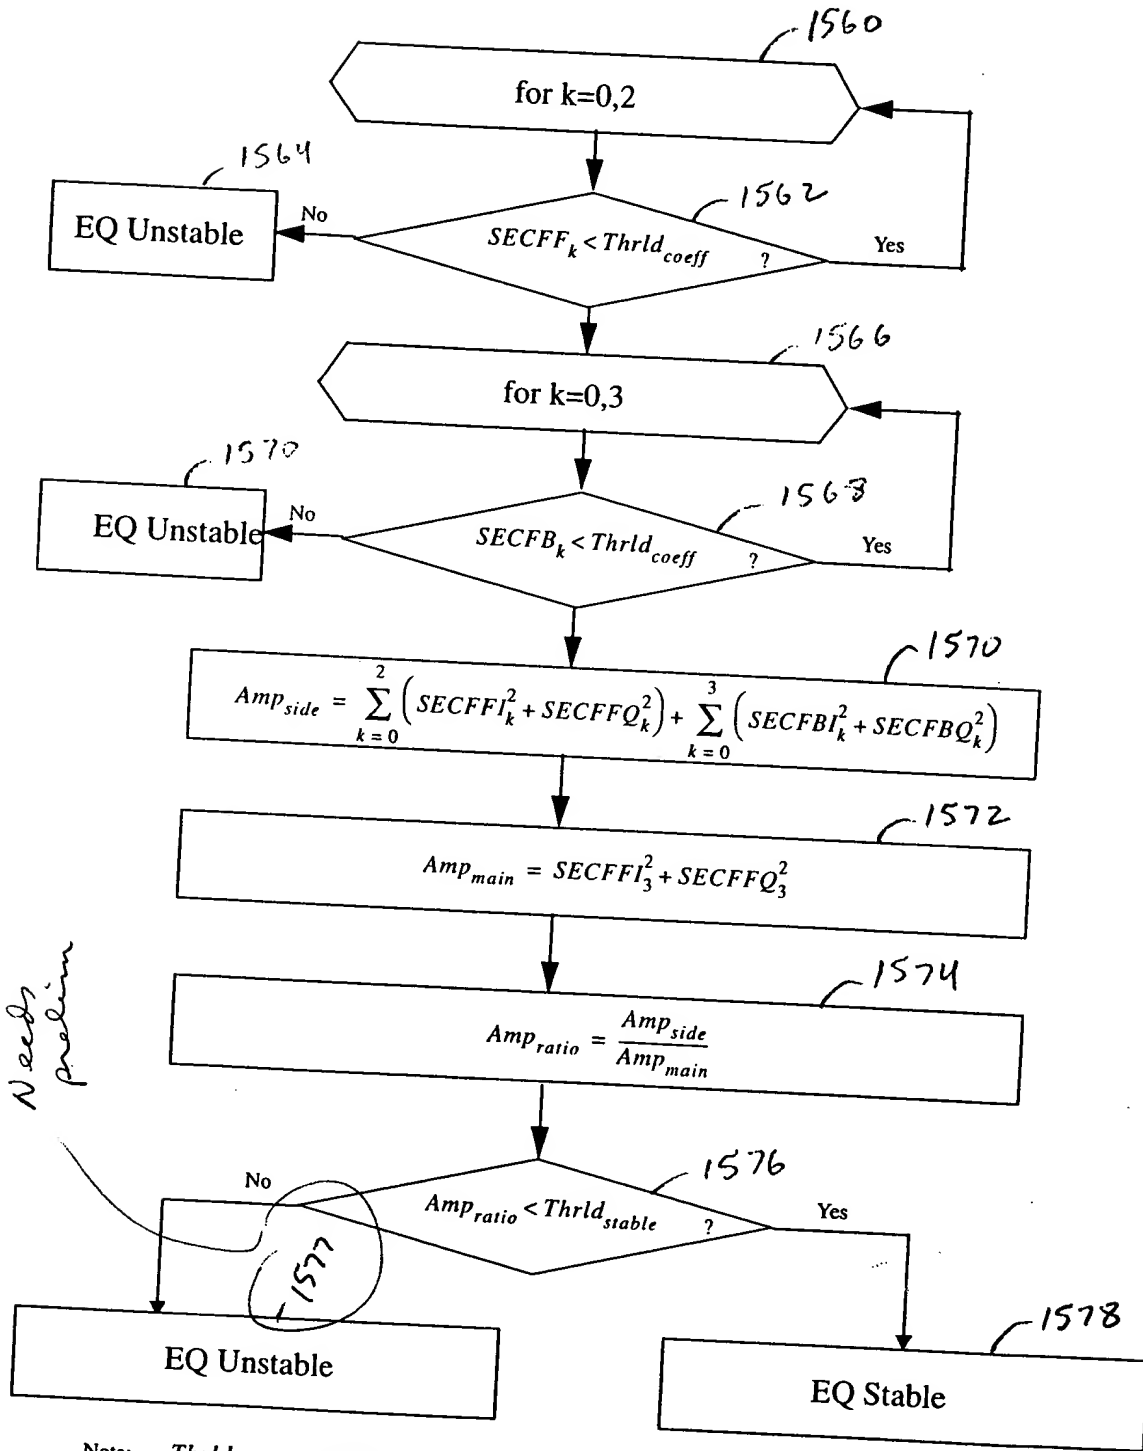 1560
for k=0,2
1564
EQ Unstable
No
1562
SECFF_k < Thrld_coeff ?
Yes
1566
for k=0,3
1570
EQ Unstable
No
1568
SECFB_k < Thrld_coeff ?
Yes
1570
Amp_side = \sum_{k=0}^{2} (SECFFI_k^2 + SECFFQ_k^2) + \sum_{k=0}^{3} (SECFBI_k^2 + SECFBQ_k^2)
1572
Amp_main = SECFFI_3^2 + SECFFQ_3^2
1574
Amp_ratio = Amp_side / Amp_main
Needs
prelim
1576
No
Amp_ratio < Thrld_stable ?
Yes
1577
EQ Unstable
1578
EQ Stable